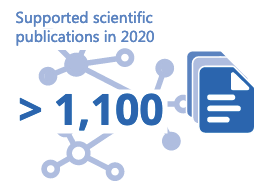 Supported scientific
publications in 2020
> 1,100